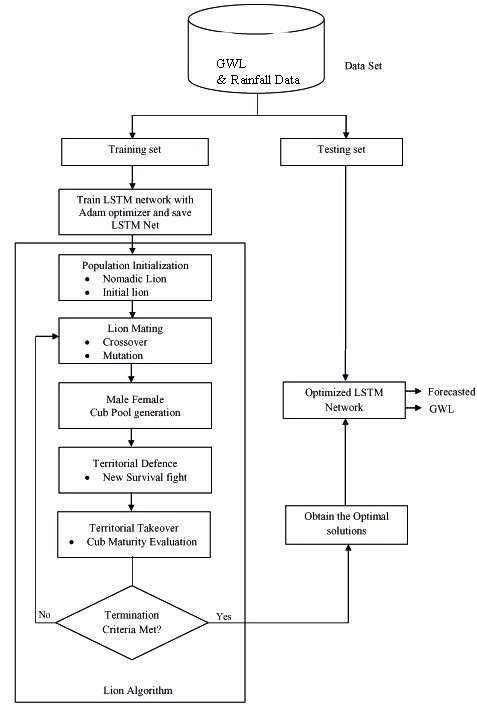 GWL
& Rainfall Data
Data Set
Training set
Testing set
Train LSTM network with
Adam optimizer and save
LSTM Net
Population Initialization
• Nomadic Lion
• Initial lion
Lion Mating
• Crossover
• Mutation
Male Female
Cub Pool generation
Territorial Defence
• New Survival fight
Territorial Takeover
• Cub Maturity Evaluation
Termination
Criteria Met?
No
Yes
Lion Algorithm
Obtain the Optimal
solutions
Optimized LSTM
Network
Forecasted
GWL